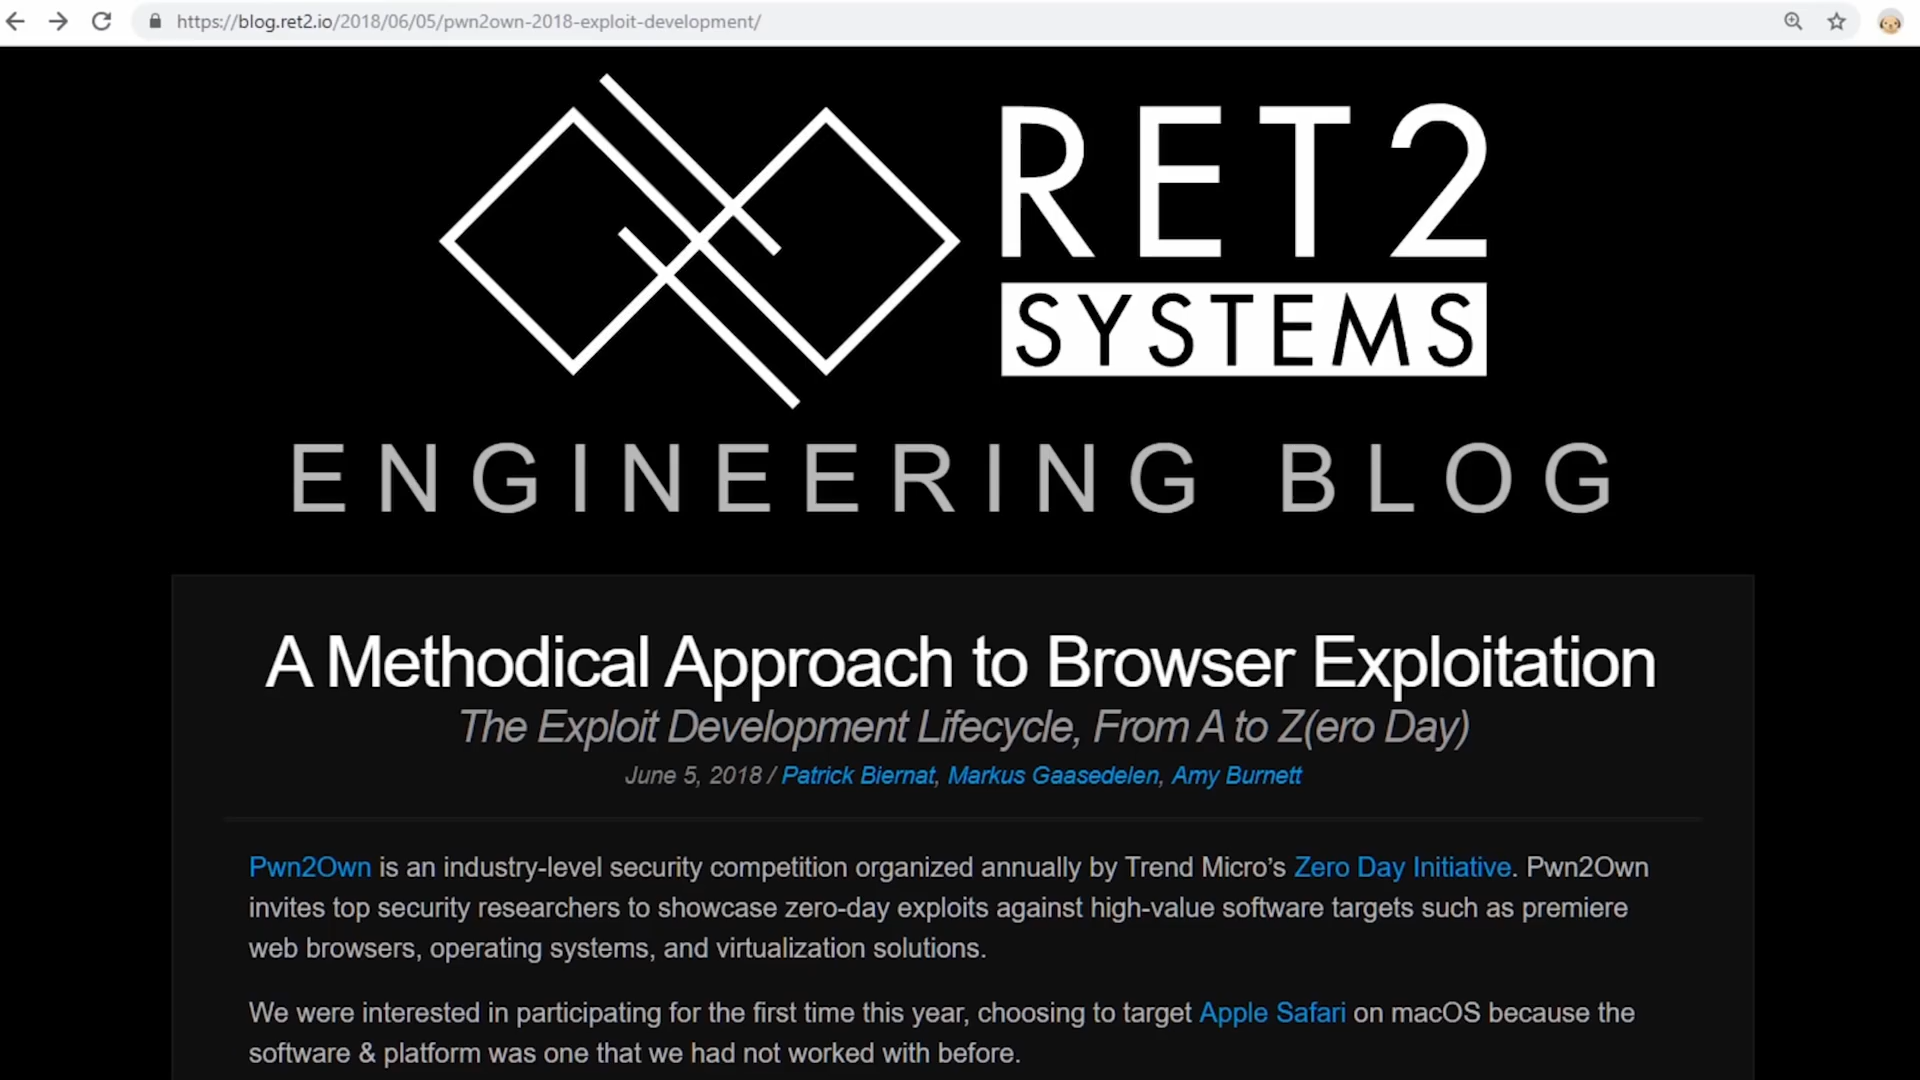 https://blog.ret2.io/2018/06/05/pwn2own-2018-exploit-development/
RET2
SYSTEMS
ENGINEERING BLOG
A Methodical Approach to Browser Exploitation
The Exploit Development Lifecycle, From A to Z(ero Day)
June 5, 2018 / Patrick Biernat, Markus Gaasedelen, Amy Burnett
Pwn2Own is an industry-level security competition organized annually by Trend Micro’s Zero Day Initiative. Pwn2Own
invites top security researchers to showcase zero-day exploits against high-value software targets such as premiere
web browsers, operating systems, and virtualization solutions.
We were interested in participating for the first time this year, choosing to target Apple Safari on macOS because the
software & platform was one that we had not worked with before.